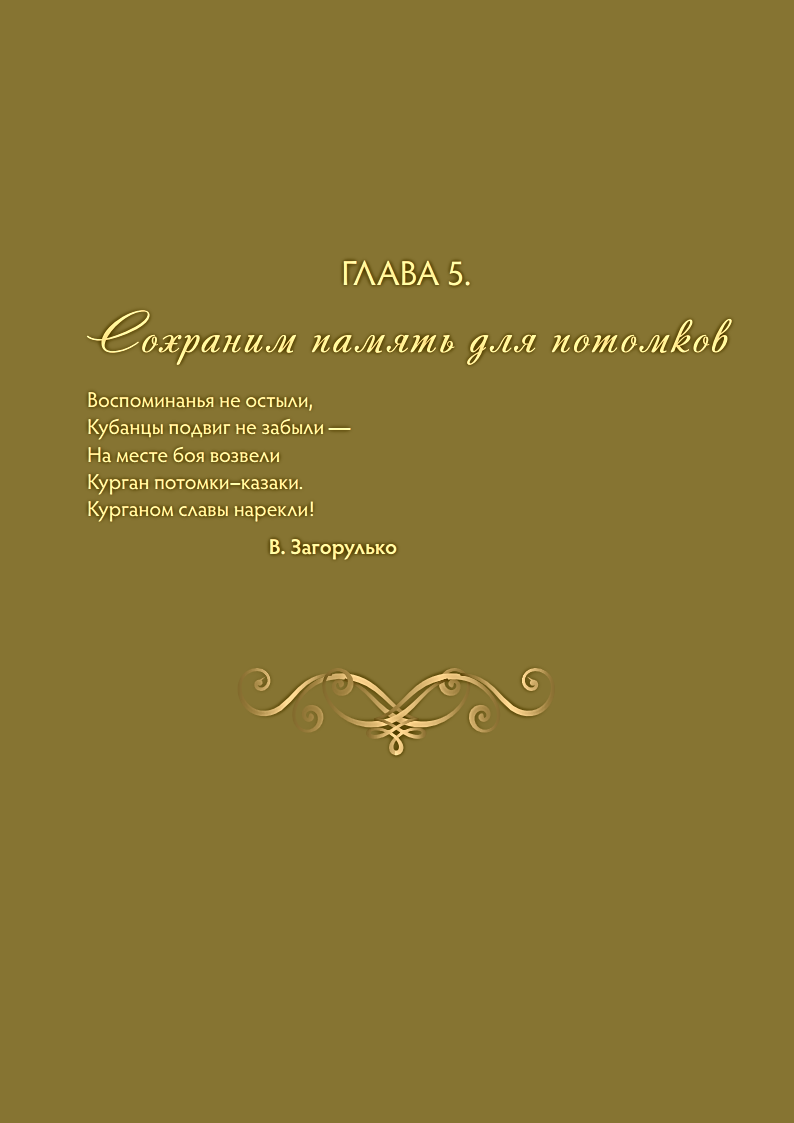 ГЛАВА 5.
Сохраним память для потомков
Воспоминанья не остыли,
Кубанцы подвиг не забыли —
На месте боя возвели
Курган потомки–казаки.
Курганом славы нарекли!
В. Загорулько